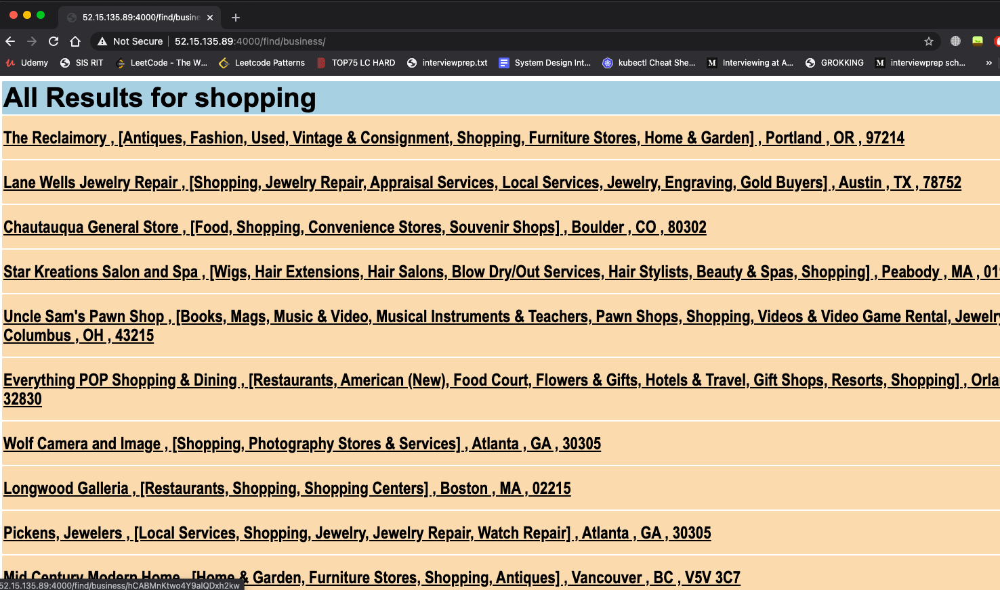 52.15.135.89:4000/find/busine
Not Secure 52.15.135.89:4000/find/business/
Udemy SIS RIT LeetCode - The W... Leetcode Patterns TOP75 LC HARD interviewprep.txt System Design Int... kubectl Cheat She... M Interviewing at A... GROKKING M interviewprep sch... »
All Results for shopping
The Reclaimory , [Antiques, Fashion, Used, Vintage & Consignment, Shopping, Furniture Stores, Home & Garden] , Portland , OR , 97214
Lane Wells Jewelry Repair , [Shopping, Jewelry Repair, Appraisal Services, Local Services, Jewelry, Engraving, Gold Buyers] , Austin , TX , 78752
Chautauqua General Store , [Food, Shopping, Convenience Stores, Souvenir Shops] , Boulder , CO , 80302
Star Kreations Salon and Spa , [Wigs, Hair Extensions, Hair Salons, Blow Dry/Out Services, Hair Stylists, Beauty & Spas, Shopping] , Peabody , MA ,
Uncle Sam's Pawn Shop , [Books, Mags, Music & Video, Musical Instruments & Teachers, Pawn Shops, Shopping, Videos & Video Game Rental, Jewelry
Columbus , OH , 43215
Everything POP Shopping & Dining , [Restaurants, American (New), Food Court, Flowers & Gifts, Hotels & Travel, Gift Shops, Resorts, Shopping] , Orla
32830
Wolf Camera and Image , [Shopping, Photography Stores & Services] , Atlanta , GA , 30305
Longwood Galleria , [Restaurants, Shopping, Shopping Centers] , Boston , MA , 02215
Pickens, Jewelers , [Local Services, Shopping, Jewelry, Jewelry Repair, Watch Repair] , Atlanta , GA , 30305
Mid Century Modern Home , [Home & Garden, Furniture Stores, Shopping, Antiques] , Vancouver , BC , V5V 3C7
52.15.135.89:4000/find/business/hCABMnKtwo4Y9alQDxh2kw